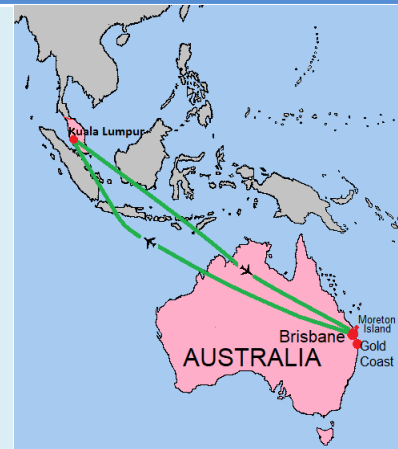 Kuala Lumpur
Moreton
Island
Brisbane
Gold
Coast
AUSTRALIA